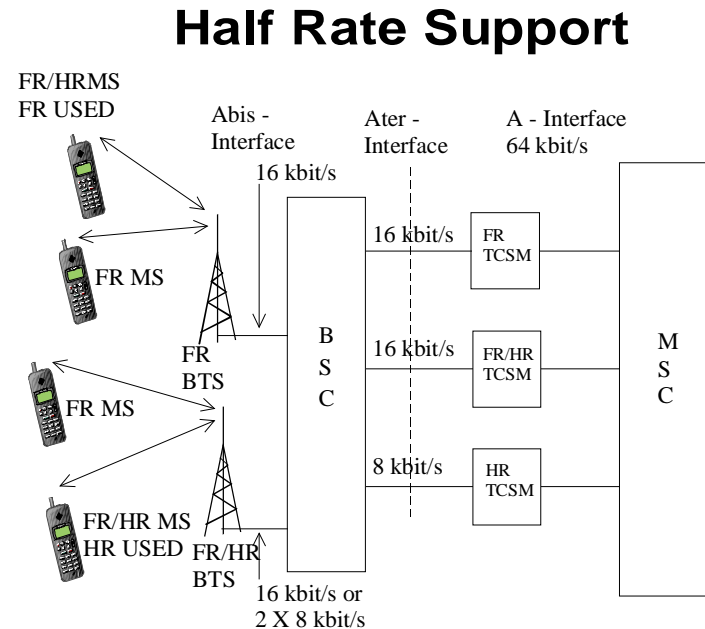 Half Rate Support
FR/HRMS
FR USED
Abis -
Interface
16 kbit/s
Ater -
Interface
A - Interface
64 kbit/s
16 kbit/s
FR
TCSM
FR MS
FR
BTS
B
S
C
16 kbit/s
FR/HR
TCSM
M
S
C
FR MS
8 kbit/s
HR
TCSM
FR/HR MS
HR USED
FR/HR
BTS
16 kbit/s or
2 X 8 kbit/s